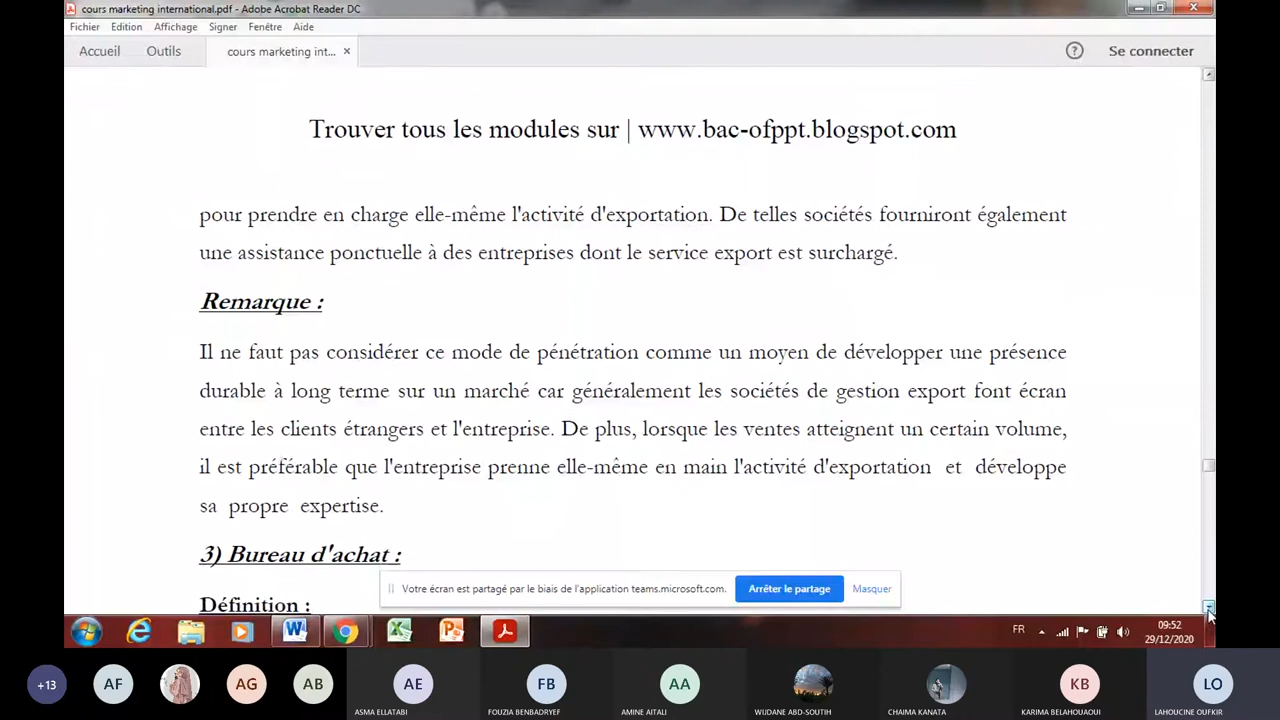 cours marketing international.pdf - Adobe Acrobat Reader DC
Fichier Edition Affichage Signer Fenêtre Aide
Accueil Outils cours marketing int... × ? Se connecter
Trouver tous les modules sur | www.bac-ofppt.blogspot.com
pour prendre en charge elle-même l'activité d'exportation. De telles sociétés fourniront également
une assistance ponctuelle à des entreprises dont le service export est surchargé.
Remarque :
Il ne faut pas considérer ce mode de pénétration comme un moyen de développer une présence
durable à long terme sur un marché car généralement les sociétés de gestion export font écran
entre les clients étrangers et l'entreprise. De plus, lorsque les ventes atteignent un certain volume,
il est préférable que l'entreprise prenne elle-même en main l'activité d'exportation et développe
sa propre expertise.
3) Bureau d'achat :
Votre écran est partagé par le biais de l'application teams.microsoft.com. Arrêter le partage Masquer
Définition :
FR 09:52
29/12/2020
+13 AF AG AB AE FB AA KB LO
ASMA ELLATABI FOUZIA BENBADRYEF AMINE AITALI WIJDANE ABD-SOUTIH CHAIMA KANATA KARIMA BELAHOUAOUI LAHOUCINE OUFKIR